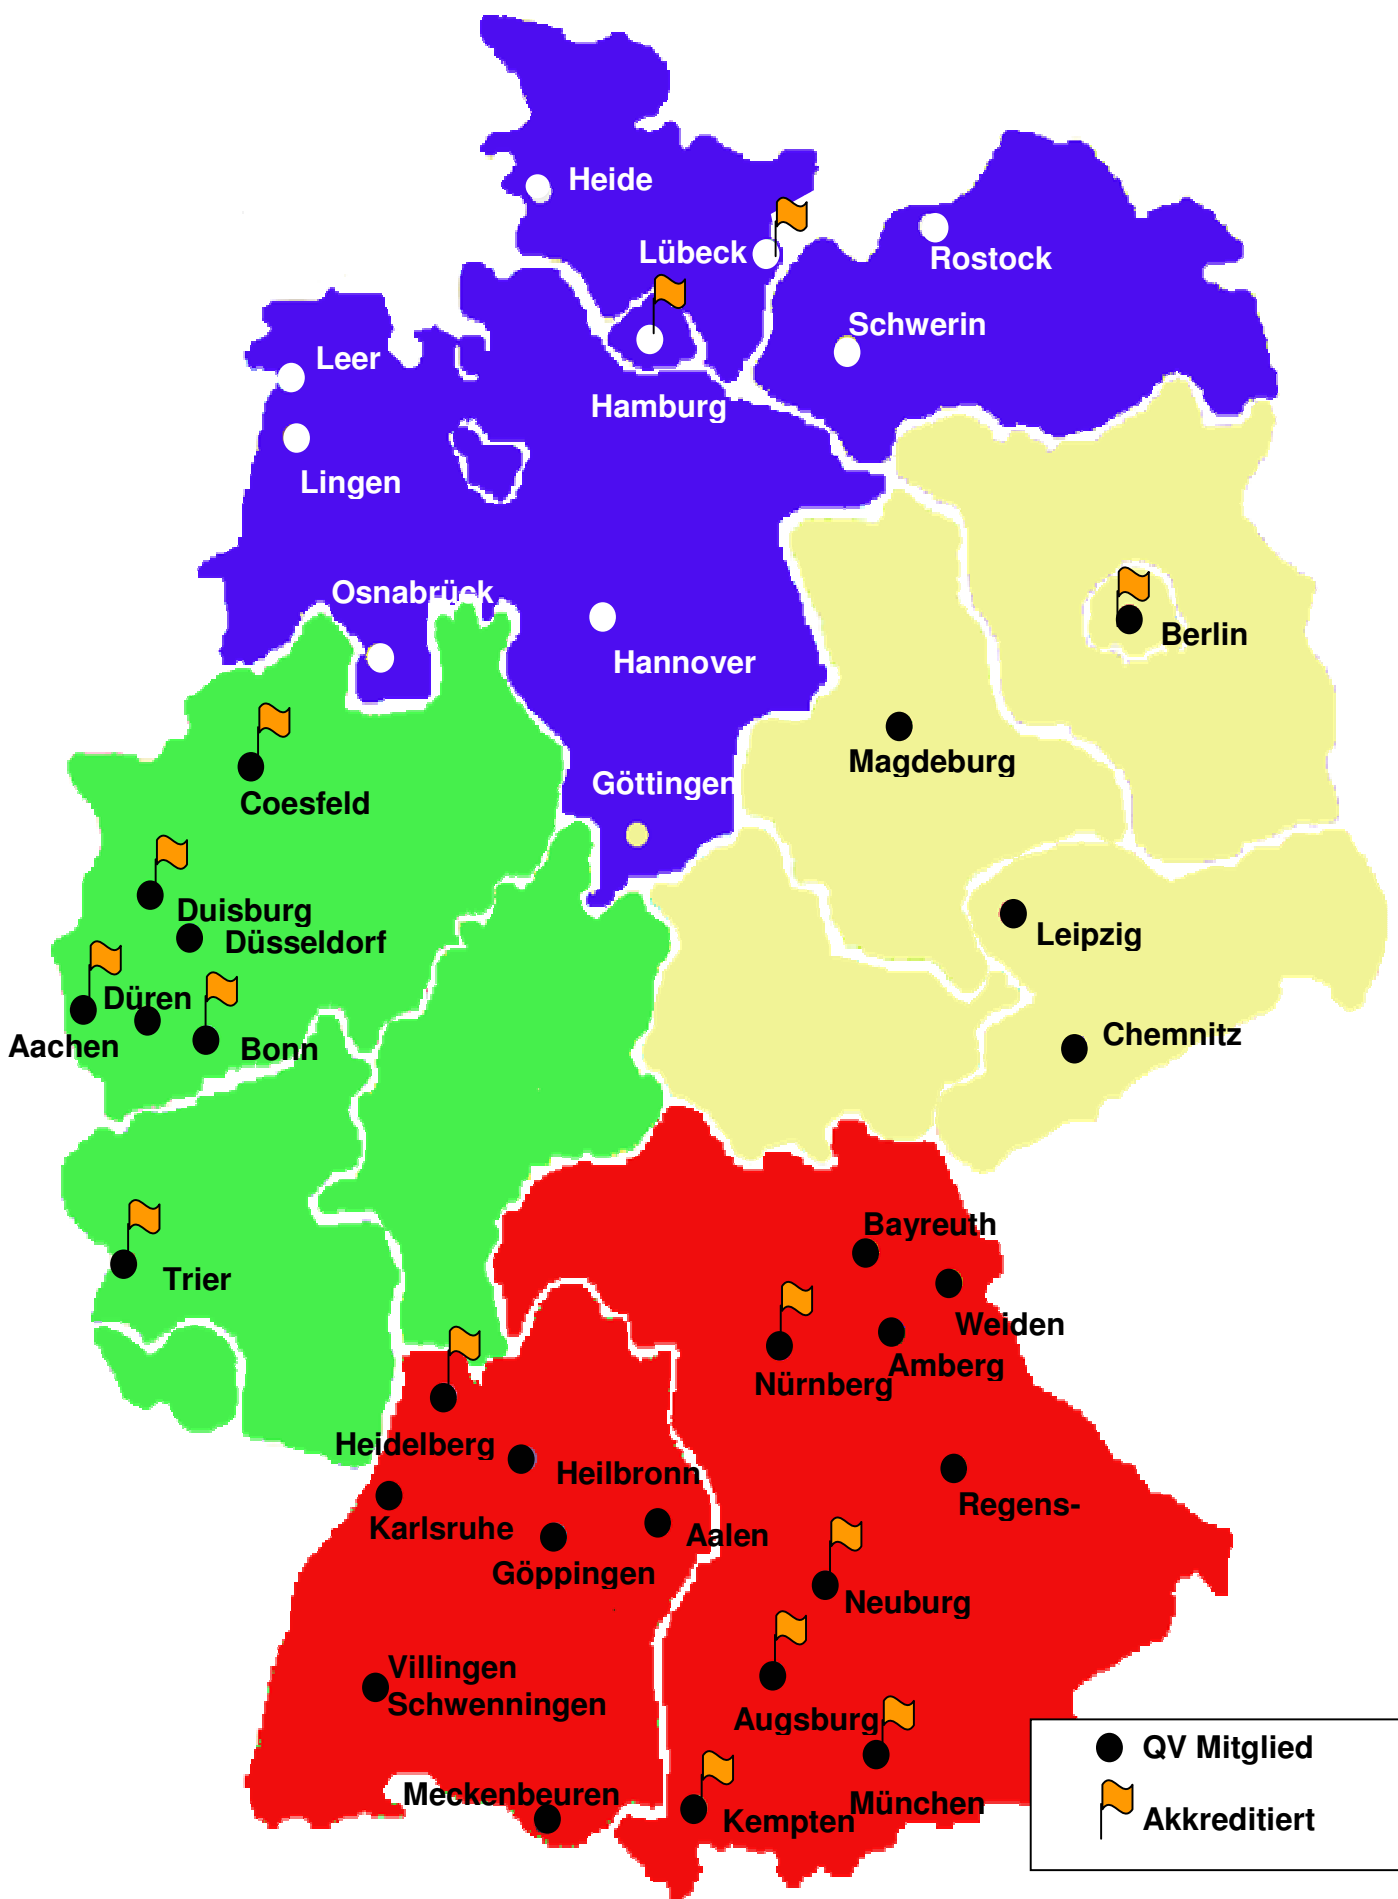 Heide
Lübeck
Rostock
Schwerin
Leer
Hamburg
Lingen
Osnabrück
Hannover
Berlin
Magdeburg
Göttingen
Coesfeld
Duisburg
Düsseldorf
Leipzig
Düren
Aachen
Bonn
Chemnitz
Bayreuth
Trier
Weiden
Amberg
Nürnberg
Heidelberg
Heilbronn
Regens-
Karlsruhe
Aalen
Göppingen
Neuburg
Villingen
Schwenningen
Augsburg
QV Mitglied
Meckenbeuren
München
Kempten
Akkreditiert